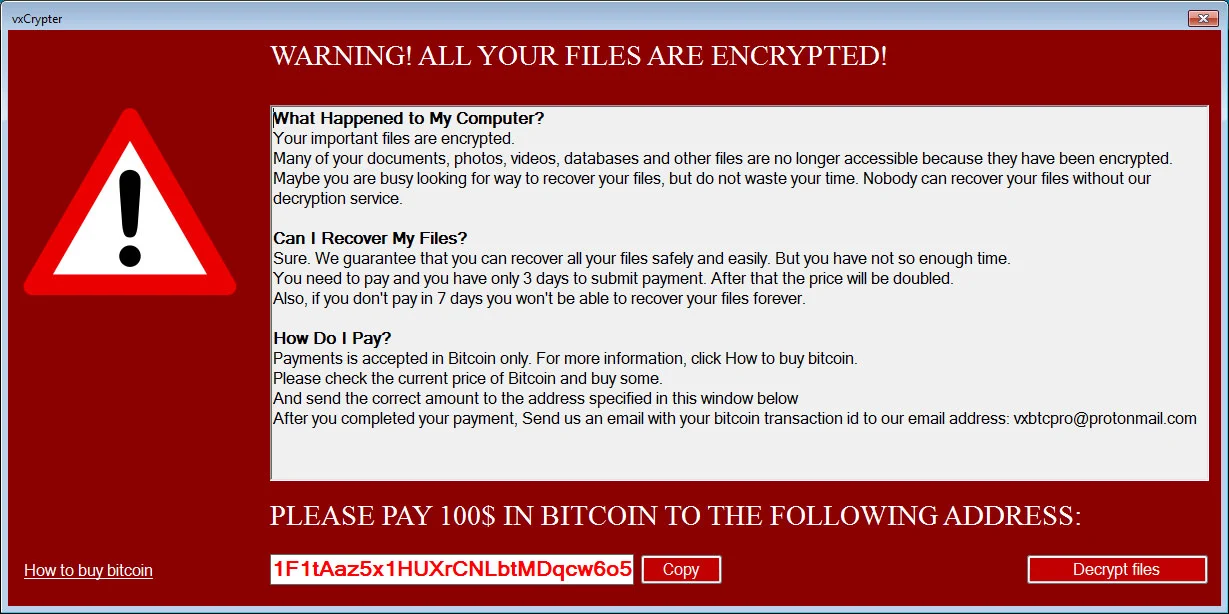 vxCrypter
WARNING! ALL YOUR FILES ARE ENCRYPTED!
What Happened to My Computer?
Your important files are encrypted.
Many of your documents, photos, videos, databases and other files are no longer accessible because they have been encrypted.
Maybe you are busy looking for way to recover your files, but do not waste your time. Nobody can recover your files without our
decryption service.
Can I Recover My Files?
Sure. We guarantee that you can recover all your files safely and easily. But you have not so enough time.
You need to pay and you have only 3 days to submit payment. After that the price will be doubled.
Also, if you don't pay in 7 days you won't be able to recover your files forever.
How Do I Pay?
Payments is accepted in Bitcoin only. For more information, click How to buy bitcoin.
Please check the current price of Bitcoin and buy some.
And send the correct amount to the address specified in this window below
After you completed your payment, Send us an email with your bitcoin transaction id to our email address: vxbtcpro@protonmail.com
PLEASE PAY 100$ IN BITCOIN TO THE FOLLOWING ADDRESS:
How to buy bitcoin
1F1tAaz5x1HUXrCNLbtMDqcw6o5
Copy
Decrypt files